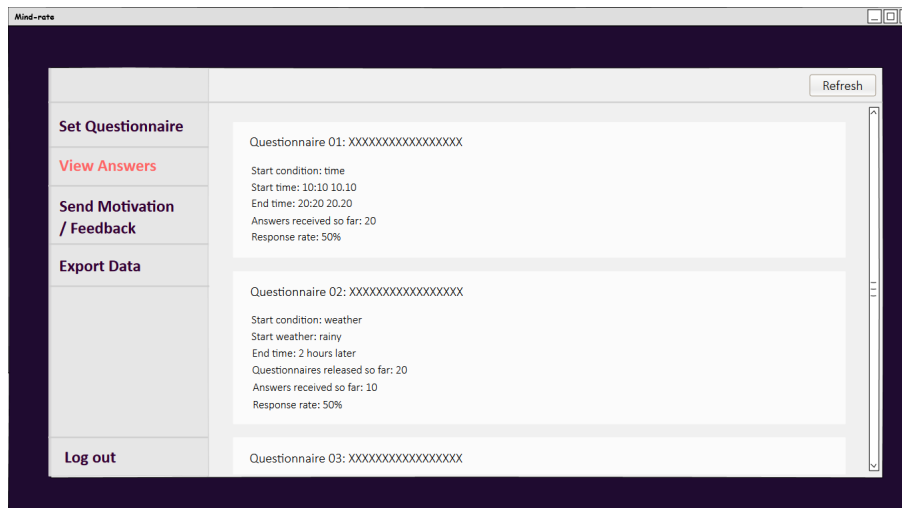 Mind-rate
Refresh
Set Questionnaire
View Answers
Send Motivation
/ Feedback
Export Data
Log out
Questionnaire 01: XXXXXXXXXXXXXXXXX
Start condition: time
Start time: 10:10 10.10
End time: 20:20 20.20
Answers received so far: 20
Response rate: 50%
Questionnaire 02: XXXXXXXXXXXXXXXXX
Start condition: weather
Start weather: rainy
End time: 2 hours later
Questionnaires released so far: 20
Answers received so far: 10
Response rate: 50%
Questionnaire 03: XXXXXXXXXXXXXXXXX